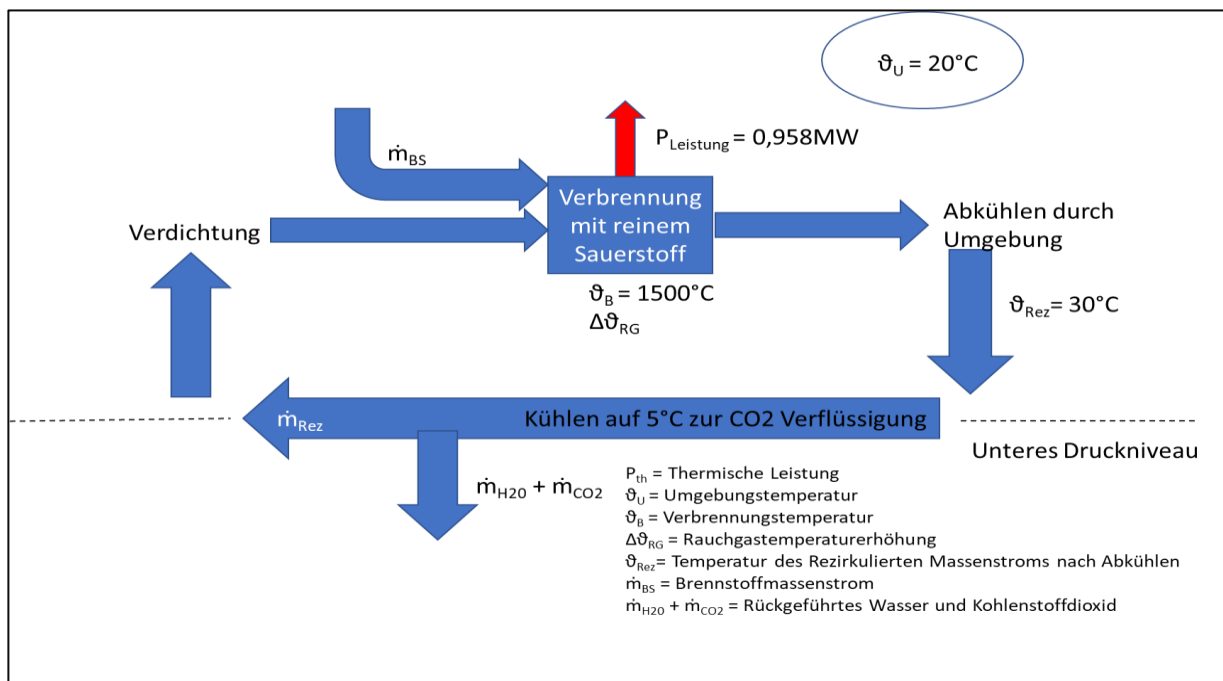 ϑU = 20°C
PLeistung = 0,958MW
ṁBS
Verbrennung
mit reinem
Sauerstoff
Verdichtung
Abkühlen durch
Umgebung
ϑB = 1500°C
ΔϑRG
ϑRez= 30°C
ṁRez
Kühlen auf 5°C zur CO2 Verflüssigung
Unteres Druckniveau
ṁH20 + ṁCO2
Pth = Thermische Leistung
ϑU = Umgebungstemperatur
ϑB = Verbrennungstemperatur
ΔϑRG = Rauchgastemperaturerhöhung
ϑRez= Temperatur des Rezirkulierten Massenstroms nach Abkühlen
ṁBS = Brennstoffmassenstrom
ṁH20 + ṁCO2 = Rückgeführtes Wasser und Kohlenstoffdioxid